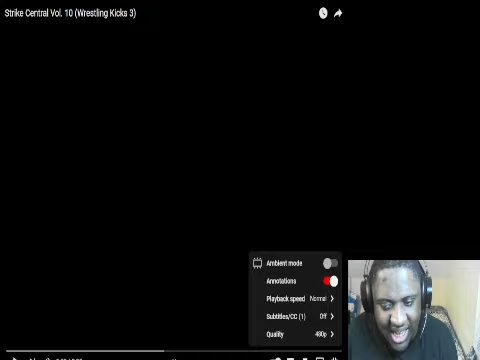 Strike Central Vol. 10 (Wrestling Kicks 3)
Ambient mode
Annotations
Playback speed Normal
Subtitles/CC (1) Off
Quality 480p